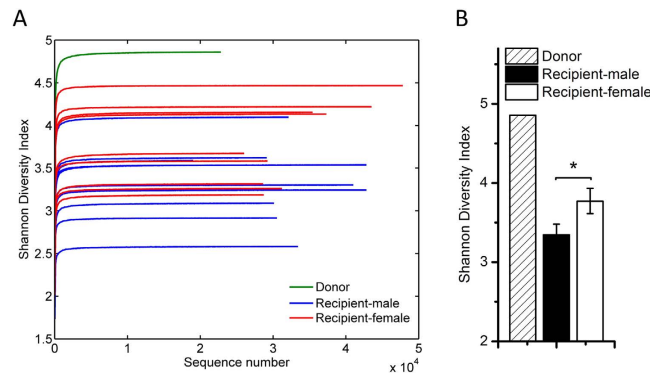 A
Shannon Diversity Index
5
4.5
4
3.5
3
2.5
2
1.5
0
1
2
3
4
5
x 10⁴
Sequence number
Donor
Recipient-male
Recipient-female
B
Shannon Diversity Index
5
4
3
2
Donor
Recipient-male
Recipient-female
*